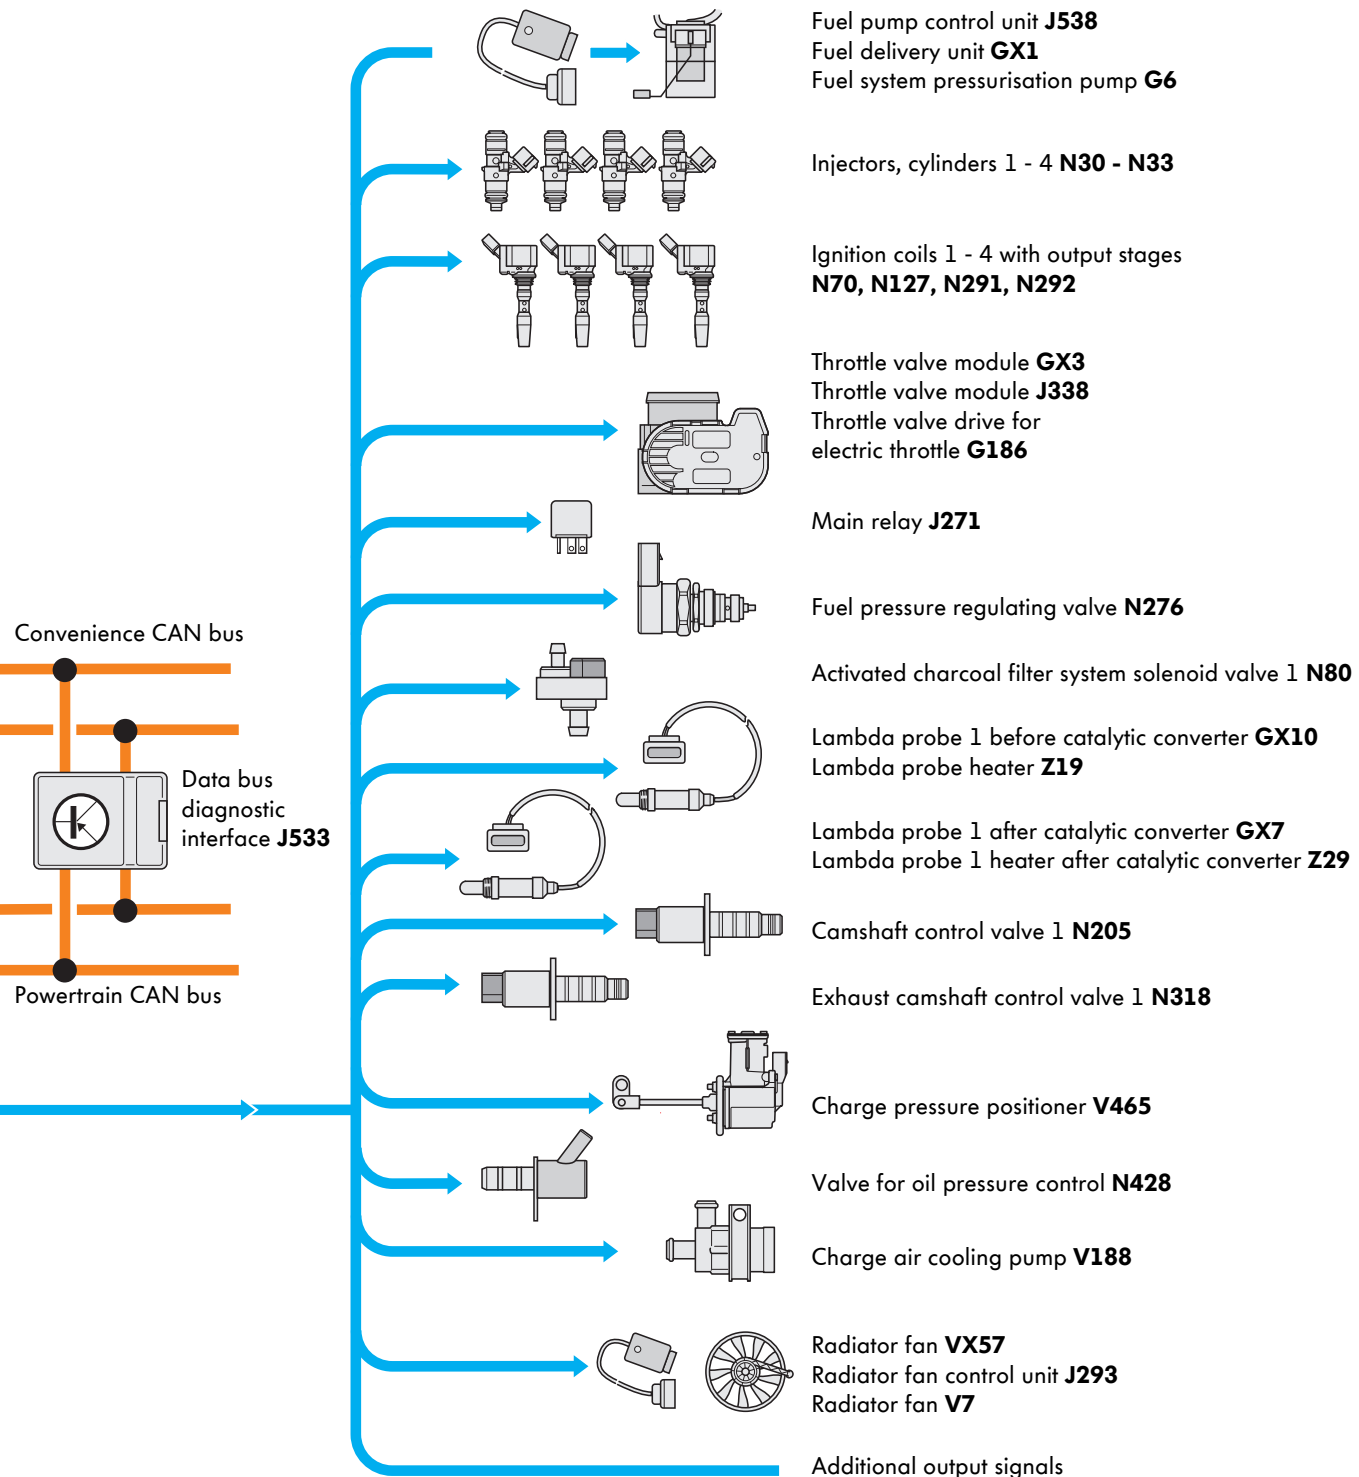 Fuel pump control unit J538
Fuel delivery unit GX1
Fuel system pressurisation pump G6
Injectors, cylinders 1 - 4 N30 - N33
Ignition coils 1 - 4 with output stages
N70, N127, N291, N292
Throttle valve module GX3
Throttle valve module J338
Throttle valve drive for
electric throttle G186
Main relay J271
Fuel pressure regulating valve N276
Convenience CAN bus
Activated charcoal filter system solenoid valve 1 N80
Lambda probe 1 before catalytic converter GX10
Lambda probe heater Z19
Data bus
diagnostic
interface J533
Lambda probe 1 after catalytic converter GX7
Lambda probe 1 heater after catalytic converter Z29
Camshaft control valve 1 N205
Powertrain CAN bus
Exhaust camshaft control valve 1 N318
Charge pressure positioner V465
Valve for oil pressure control N428
Charge air cooling pump V188
Radiator fan VX57
Radiator fan control unit J293
Radiator fan V7
Additional output signals